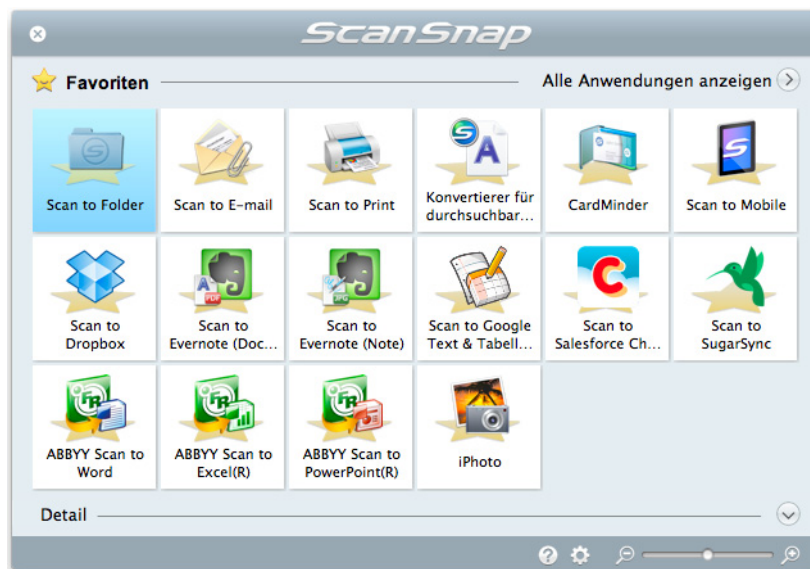 ScanSnap
Favoriten
Alle Anwendungen anzeigen
Scan to Folder
Scan to E-mail
Scan to Print
Konvertierer für
durchsuchbar...
CardMinder
Scan to Mobile
Scan to
Dropbox
Scan to
Evernote (Doc...
Scan to
Evernote (Note)
Scan to Google
Text & Tabell...
Scan to
Salesforce Ch...
Scan to
SugarSync
ABBYY Scan to
Word
ABBYY Scan to
Excel(R)
ABBYY Scan to
PowerPoint(R)
iPhoto
Detail